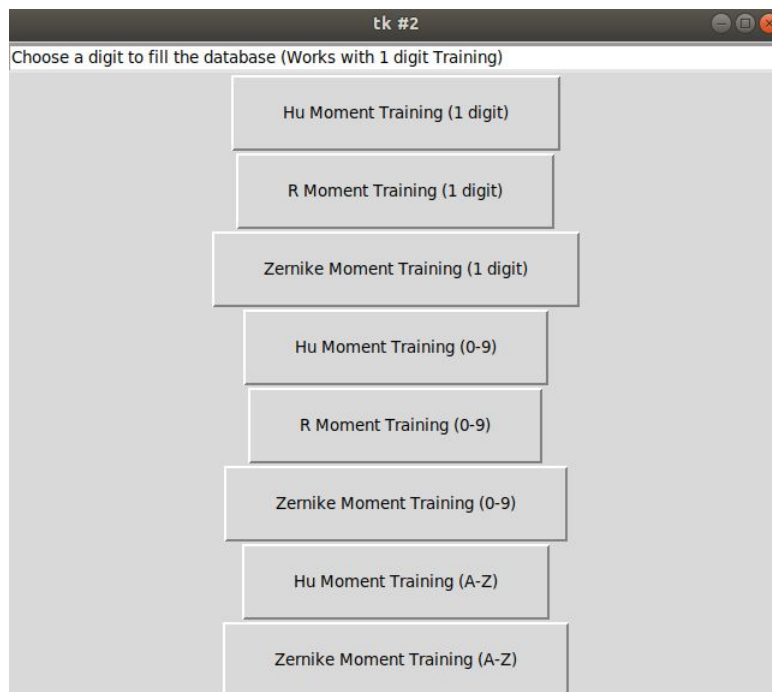 tk #2
Choose a digit to fill the database (Works with 1 digit Training)
Hu Moment Training (1 digit)
R Moment Training (1 digit)
Zernike Moment Training (1 digit)
Hu Moment Training (0-9)
R Moment Training (0-9)
Zernike Moment Training (0-9)
Hu Moment Training (A-Z)
Zernike Moment Training (A-Z)